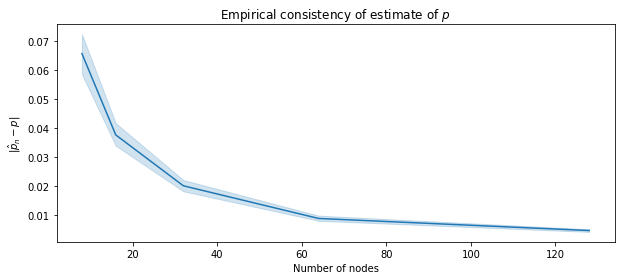 Empirical consistency of estimate of p
|p̂ₙ − p|
0.07
0.06
0.05
0.04
0.03
0.02
0.01
20 40 60 80 100 120
Number of nodes